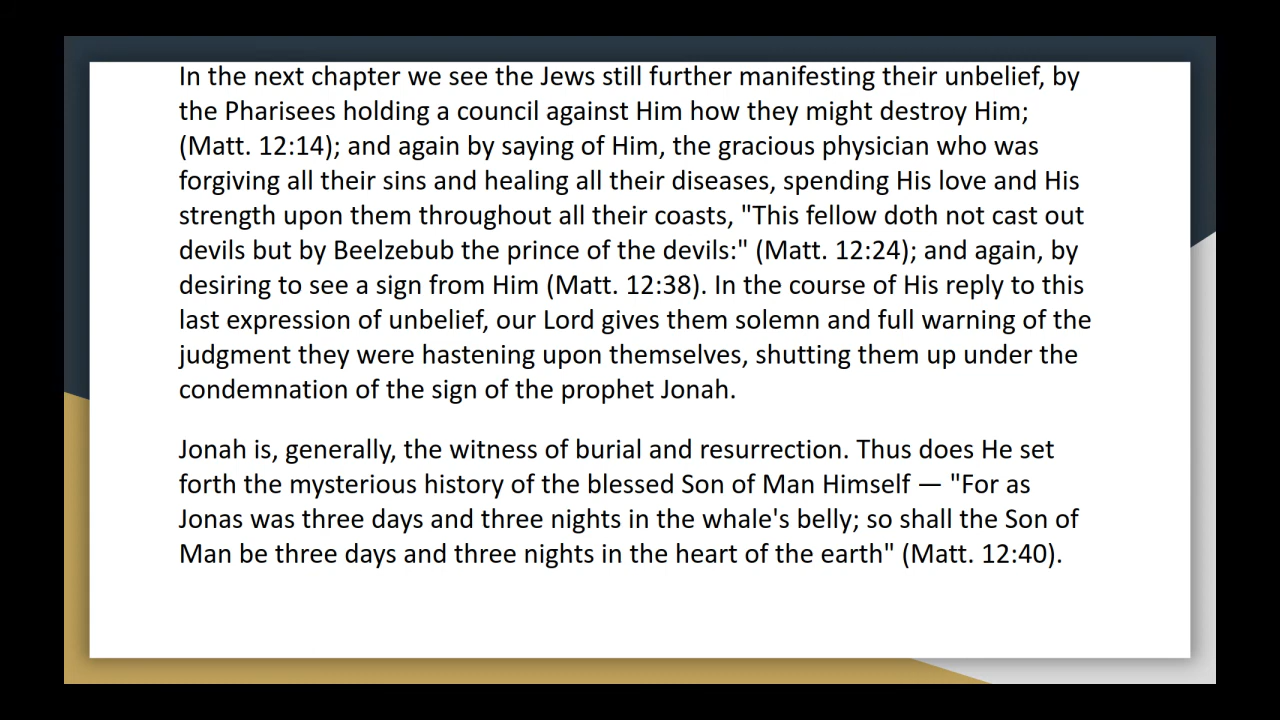 In the next chapter we see the Jews still further manifesting their unbelief, by
the Pharisees holding a council against Him how they might destroy Him;
(Matt. 12:14); and again by saying of Him, the gracious physician who was
forgiving all their sins and healing all their diseases, spending His love and His
strength upon them throughout all their coasts, "This fellow doth not cast out
devils but by Beelzebub the prince of the devils:" (Matt. 12:24); and again, by
desiring to see a sign from Him (Matt. 12:38). In the course of His reply to this
last expression of unbelief, our Lord gives them solemn and full warning of the
judgment they were hastening upon themselves, shutting them up under the
condemnation of the sign of the prophet Jonah.
Jonah is, generally, the witness of burial and resurrection. Thus does He set
forth the mysterious history of the blessed Son of Man Himself — "For as
Jonas was three days and three nights in the whale's belly; so shall the Son of
Man be three days and three nights in the heart of the earth" (Matt. 12:40).